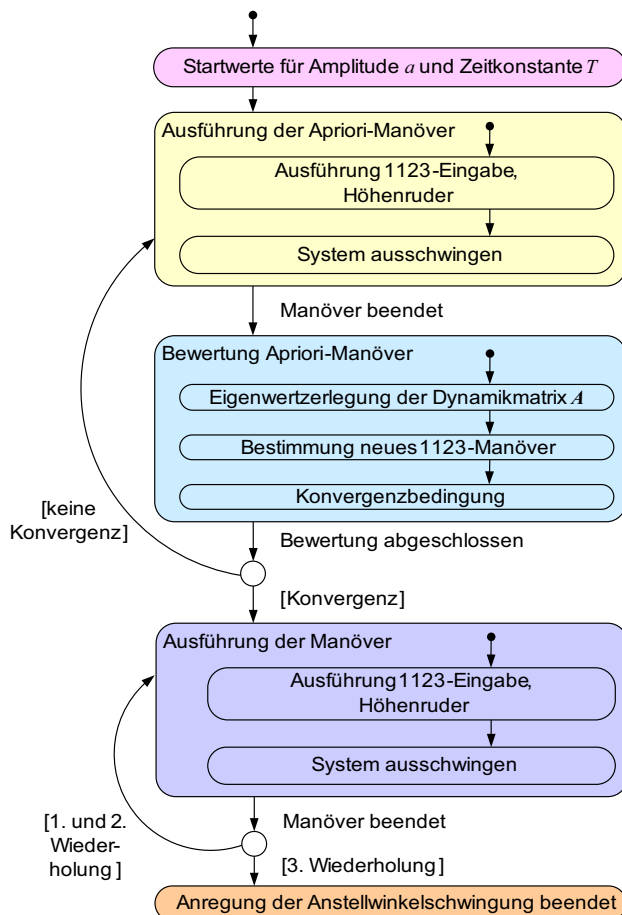 Startwerte für Amplitude a und Zeitkonstante T
Ausführung der Apriori-Manöver
Ausführung 1123-Eingabe,
Höhenruder
System ausschwingen
Manöver beendet
Bewertung Apriori-Manöver
Eigenwertzerlegung der Dynamikmatrix A
Bestimmung neues 1123-Manöver
Konvergenzbedingung
[keine
Konvergenz]
Bewertung abgeschlossen
[Konvergenz]
Ausführung der Manöver
Ausführung 1123-Eingabe,
Höhenruder
System ausschwingen
[1. und 2.
Wieder-
holung]
Manöver beendet
[3. Wiederholung]
Anregung der Anstellwinkelschwingung beendet